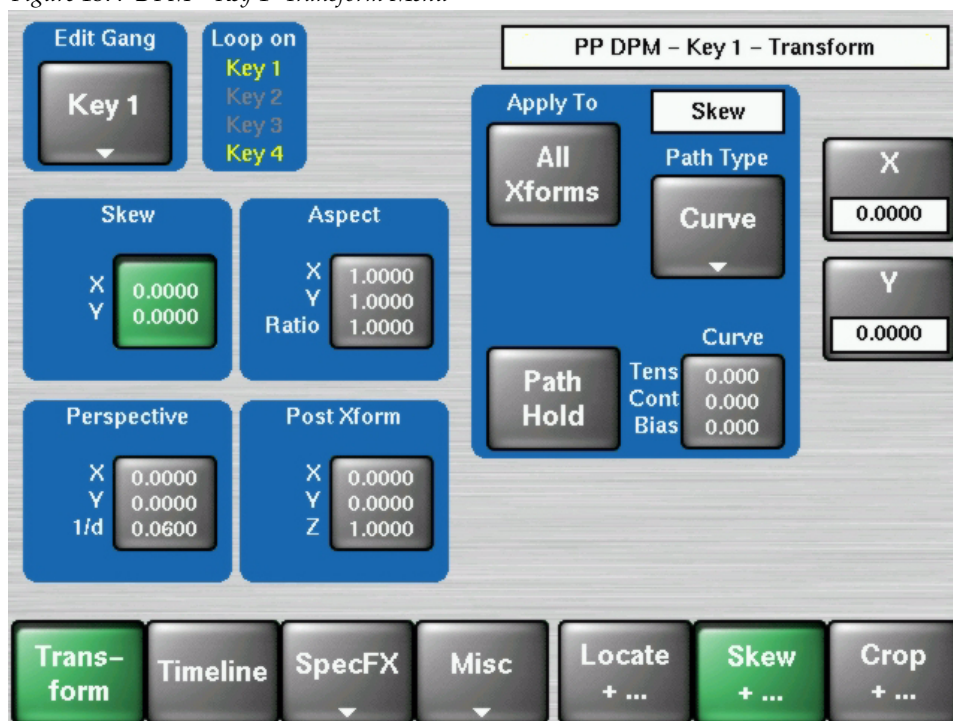 Edit Gang
Key 1
Loop on
Key 1
Key 2
Key 3
Key 4
PP DPM – Key 1 – Transform
Skew
X 0.0000
Y 0.0000
Aspect
X 1.0000
Y 1.0000
Ratio 1.0000
Perspective
X 0.0000
Y 0.0000
1/d 0.0600
Post Xform
X 0.0000
Y 0.0000
Z 1.0000
Apply To
All
Xforms
Skew
Path Type
Curve
Path
Hold
Curve
Tens 0.000
Cont 0.000
Bias 0.000
X
0.0000
Y
0.0000
Trans–
form
Timeline
SpecFX
Misc
Locate
+ ...
Skew
+ ...
Crop
+ ...